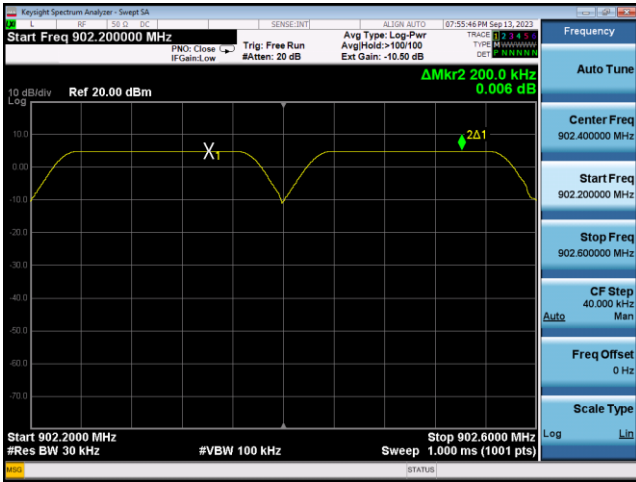 Keysight Spectrum Analyzer - Swept SA
L RF 50 Ω DC SENSE:INT ALIGN AUTO 07:55:46 PM Sep 13, 2023
Start Freq 902.200000 MHz
PNO: Close
IFGain:Low
Trig: Free Run
#Atten: 20 dB
Avg Type: Log-Pwr
Avg|Hold:>100/100
Ext Gain: -10.50 dB
TRACE 1 2 3 4 5 6
TYPE M W W W W W
DET P N N N N N
ΔMkr2 200.0 kHz
0.006 dB
10 dB/div
Log
Ref 20.00 dBm
10.0
0.00
-10.0
-20.0
-30.0
-40.0
-50.0
-60.0
-70.0
X1
2Δ1
Start 902.2000 MHz
Stop 902.6000 MHz
#Res BW 30 kHz
#VBW 100 kHz
Sweep 1.000 ms (1001 pts)
MSG
STATUS
Frequency
Auto Tune
Center Freq
902.400000 MHz
Start Freq
902.200000 MHz
Stop Freq
902.600000 MHz
CF Step
40.000 kHz
Auto Man
Freq Offset
0 Hz
Scale Type
Log Lin